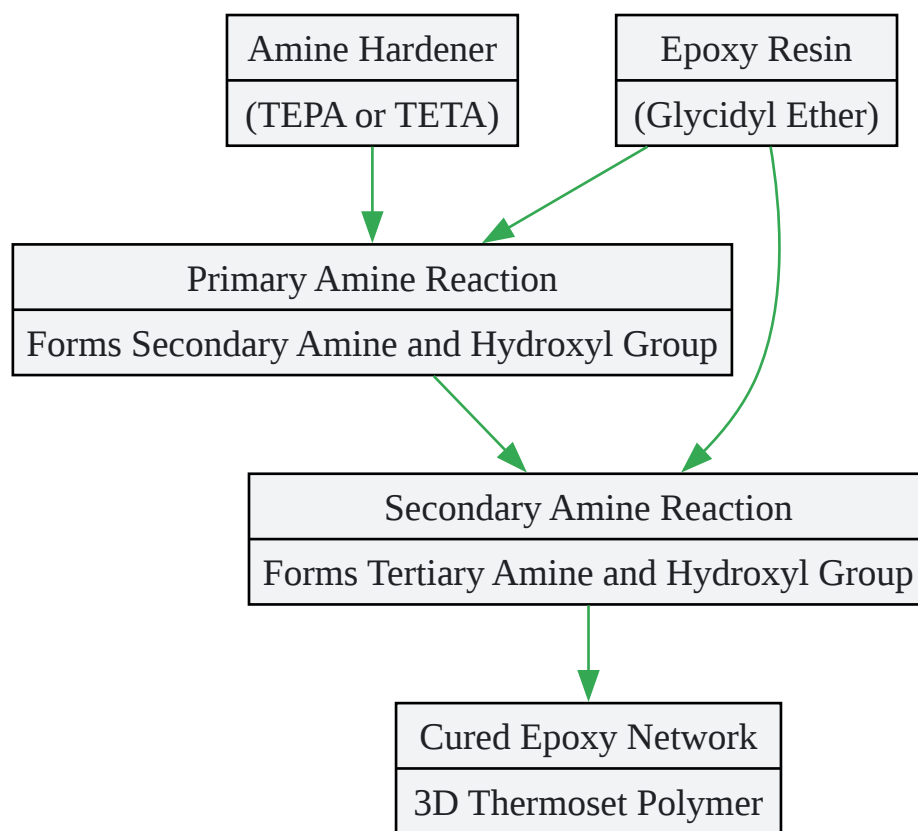 Amine Hardener
(TEPA or TETA)
Epoxy Resin
(Glycidyl Ether)
Primary Amine Reaction
Forms Secondary Amine and Hydroxyl Group
Secondary Amine Reaction
Forms Tertiary Amine and Hydroxyl Group
Cured Epoxy Network
3D Thermoset Polymer